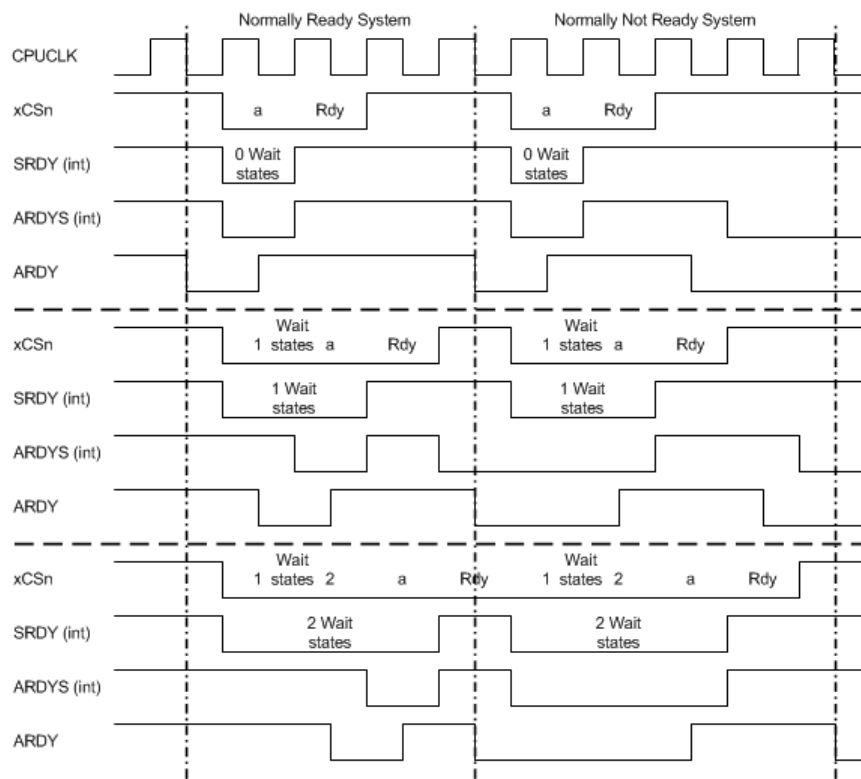 Normally Ready System
Normally Not Ready System
CPUCLK
xCSn
a
Rdy
a
Rdy
SRDY (int)
0 Wait
states
0 Wait
states
ARDYS (int)
ARDY
xCSn
Wait
1 states a
Rdy
Wait
1 states a
Rdy
SRDY (int)
1 Wait
states
1 Wait
states
ARDYS (int)
ARDY
xCSn
Wait
1 states 2
a
Rdy
Wait
1 states 2
a
Rdy
SRDY (int)
2 Wait
states
2 Wait
states
ARDYS (int)
ARDY